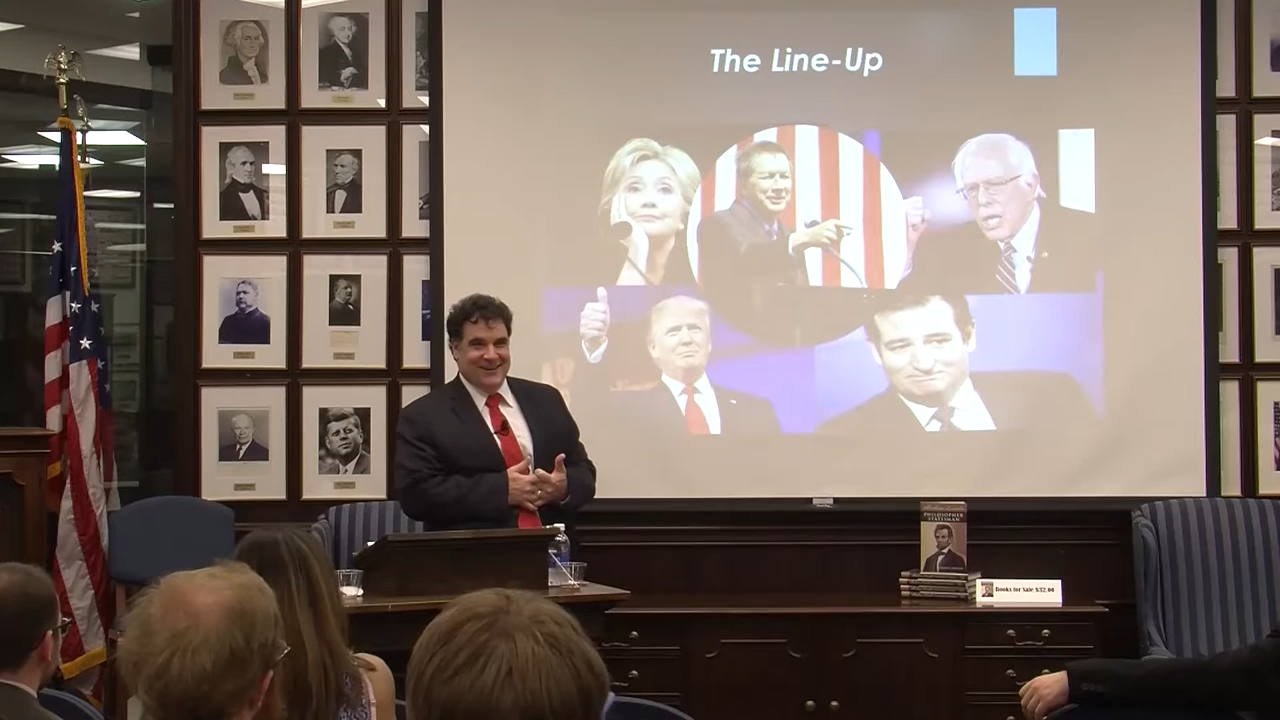 The Line-Up
PHILOSOPHER
STATESMAN
Books for Sale $32.00